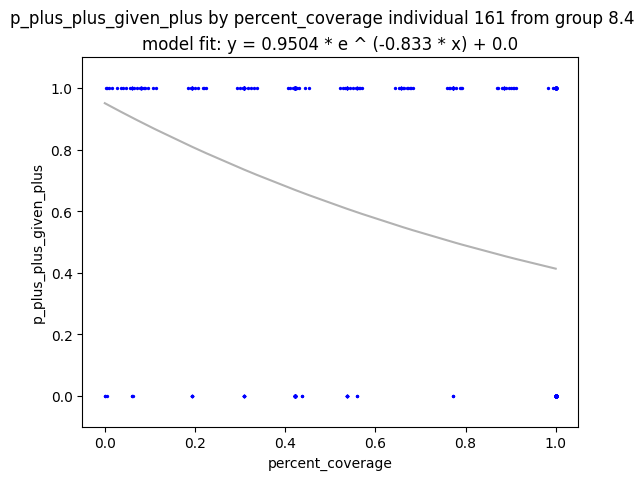 p_plus_plus_given_plus by percent_coverage individual 161 from group 8.4
model fit: y = 0.9504 * e ^ (-0.833 * x) + 0.0
1.0
0.8
0.6
0.4
0.2
0.0
p_plus_plus_given_plus
0.0 0.2 0.4 0.6 0.8 1.0
percent_coverage